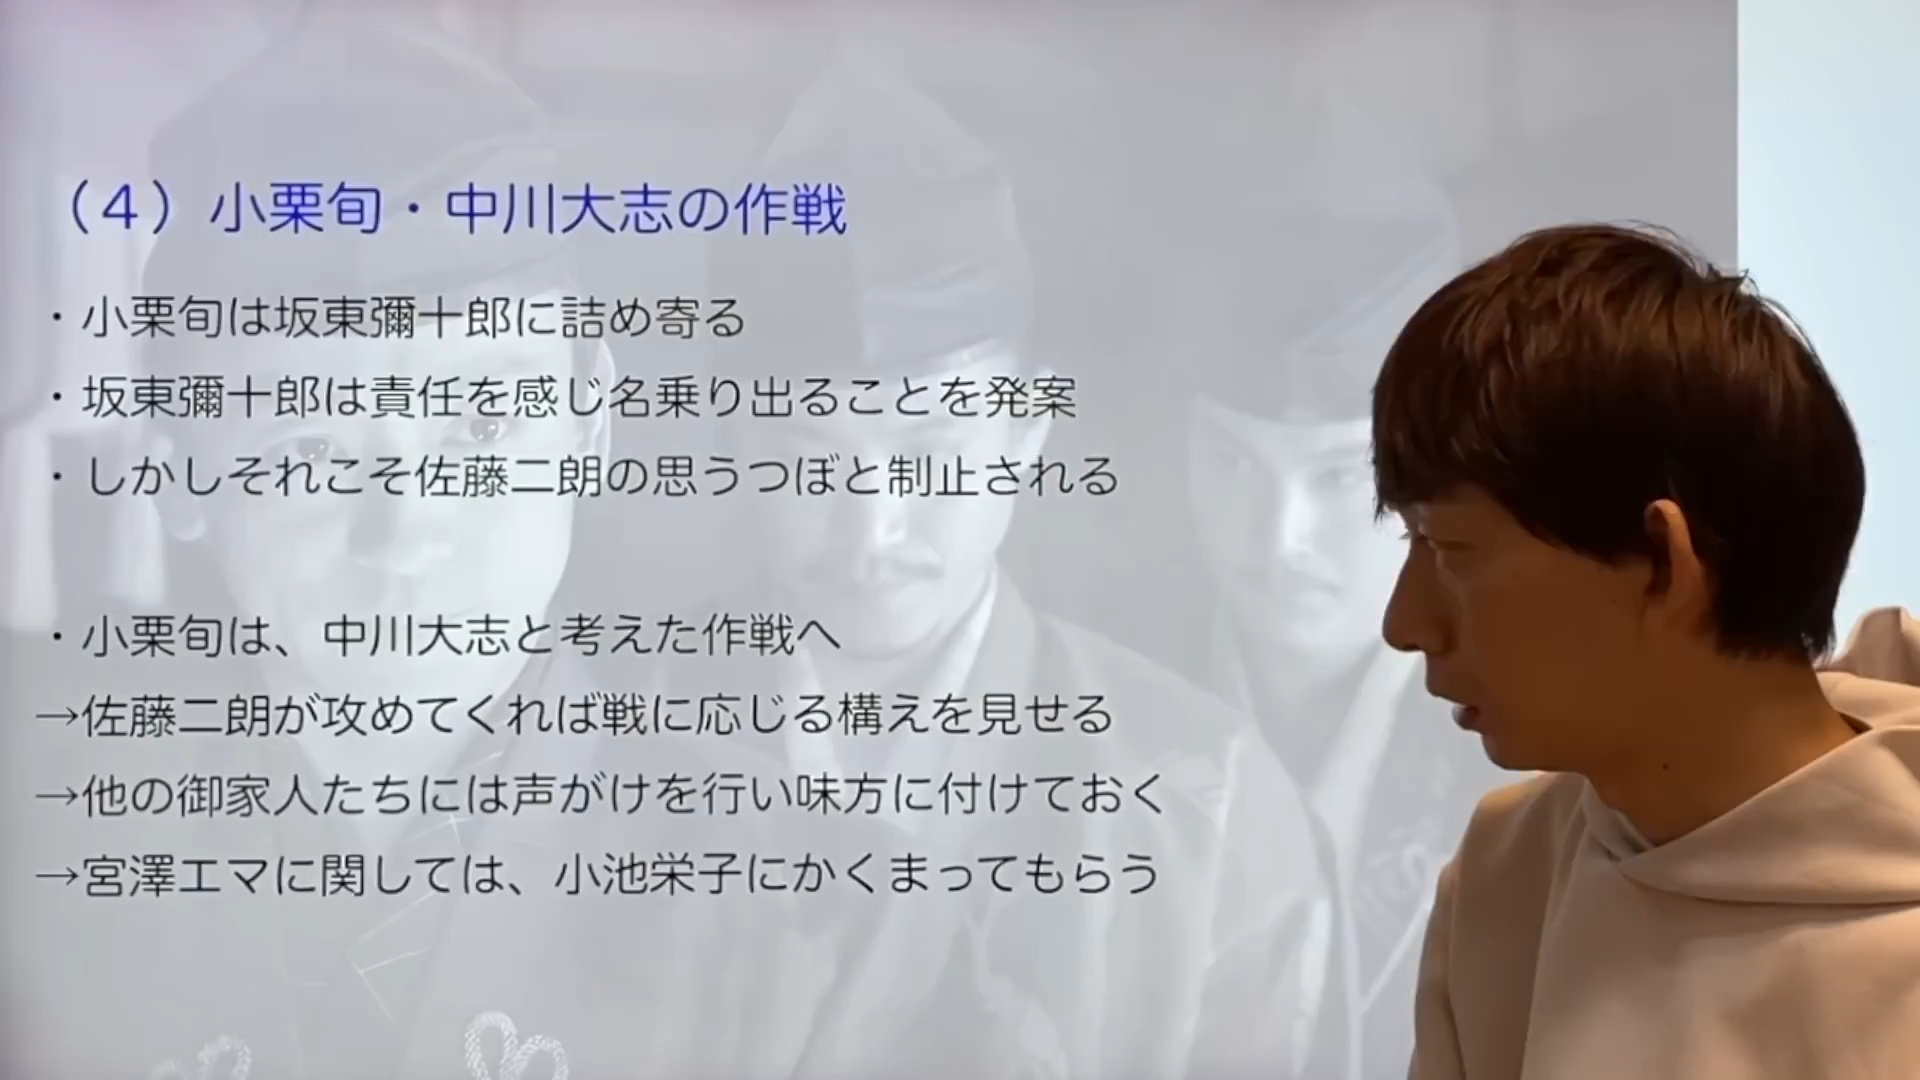 （４）小栗旬・中川大志の作戦
・小栗旬は坂東彌十郎に詰め寄る
・坂東彌十郎は責任を感じ名乗り出ることを発案
・しかしそれこそ佐藤二朗の思うつぼと制止される
・小栗旬は、中川大志と考えた作戦へ
→佐藤二朗が攻めてくれば戦に応じる構えを見せる
→他の御家人たちには声がけを行い味方に付けておく
→宮澤エマに関しては、小池栄子にかくまってもらう